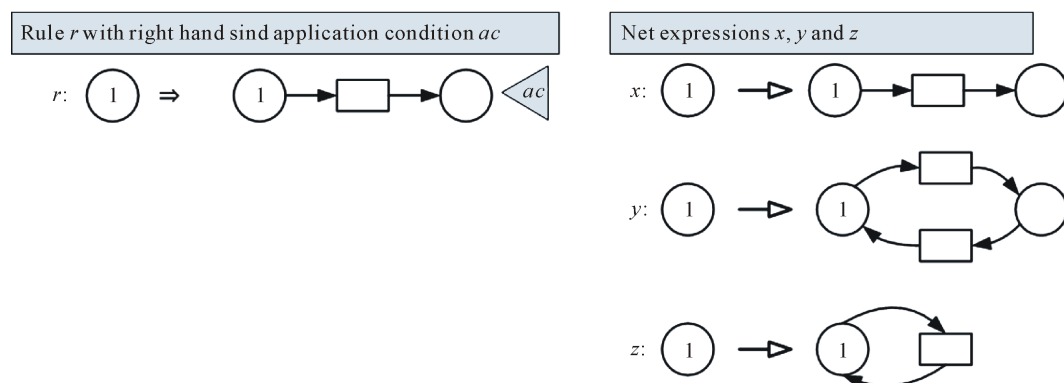 Rule r with right hand sind application condition ac
r: 1 ⇒ 1 ac
Net expressions x, y and z
x: 1 1
y: 1 1
z: 1 1